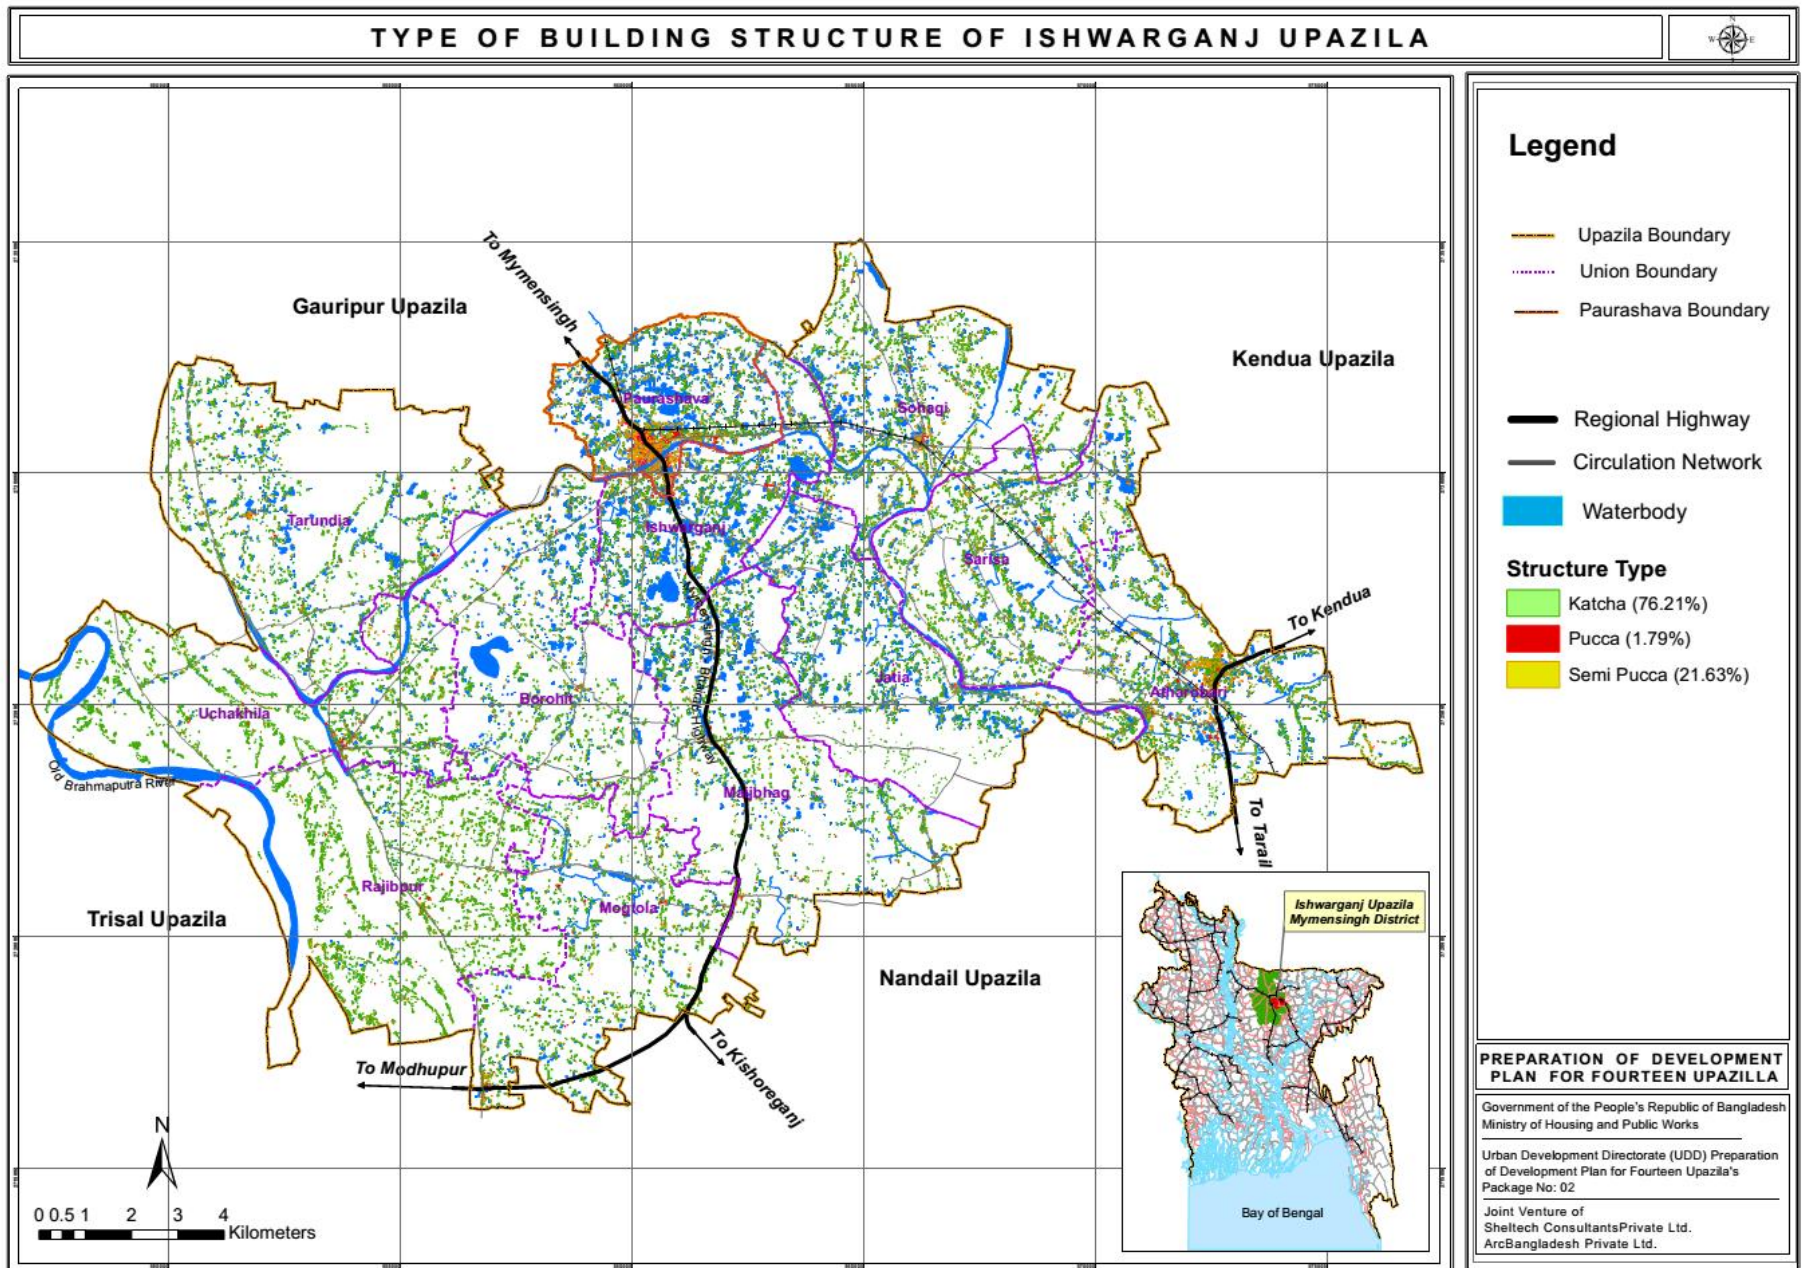 TYPE OF BUILDING STRUCTURE OF ISHWARGANJ UPAZILA
N
W
E
Gauripur Upazila
To Mymensingh
Kendua Upazila
Paurashava
Sohagi
Tarundia
Ishwarganj
Sarisa
To Kendua
Uchakhila
Borohit
Jatia
Atharobari
Old Brahmaputra River
Maijbhag
To Tarail
Rajibpur
Mogtola
Trisal Upazila
Nandail Upazila
To Modhupur
To Kishoreganj
N
0 0.5 1 2 3 4
Kilometers
Ishwarganj Upazila
Mymensingh District
Bay of Bengal
Legend
Upazila Boundary
Union Boundary
Paurashava Boundary
Regional Highway
Circulation Network
Waterbody
Structure Type
Katcha (76.21%)
Pucca (1.79%)
Semi Pucca (21.63%)
PREPARATION OF DEVELOPMENT
PLAN FOR FOURTEEN UPAZILLA
Government of the People's Republic of Bangladesh
Ministry of Housing and Public Works
Urban Development Directorate (UDD) Preparation
of Development Plan for Fourteen Upazila's
Package No: 02
Joint Venture of
Sheltech ConsultantsPrivate Ltd.
ArcBangladesh Private Ltd.